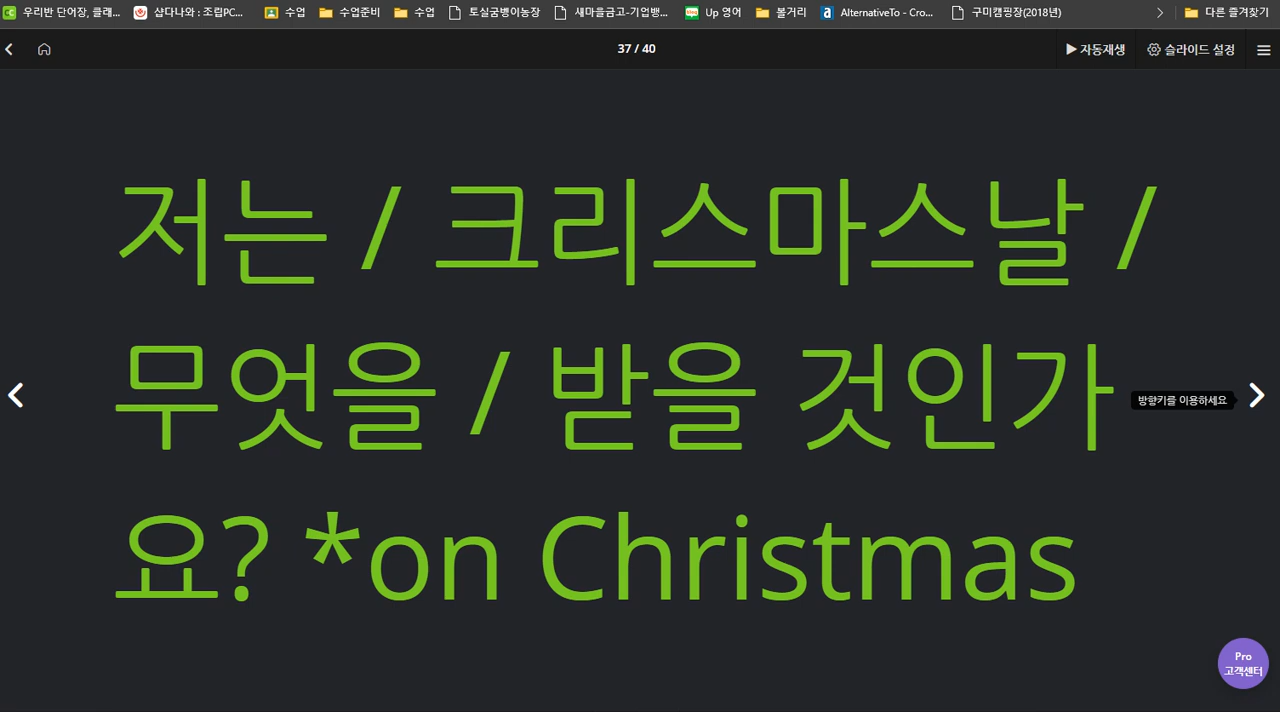 우리반 단어장, 클래... 샵다나와 : 조립PC... 수업 수업준비 수업 토실굼벵이농장 새마을금고-기업뱅... Up 영어 볼거리 AlternativeTo - Cro... 구미캠핑장(2018년) 다른 즐겨찾기
37 / 40 자동재생 슬라이드 설정
저는 / 크리스마스날 /
무엇을 / 받을 것인가
방향키를 이용하세요
요? *on Christmas
Pro
고객센터